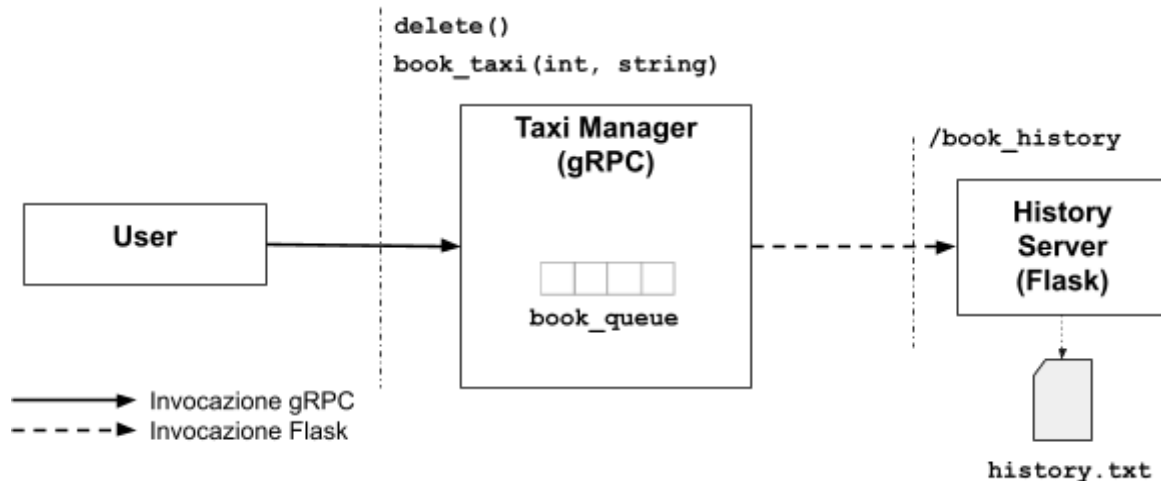 delete()
book_taxi(int, string)
Taxi Manager
(gRPC)
/book_history
User
History
Server
(Flask)
book_queue
Invocazione gRPC
Invocazione Flask
history.txt